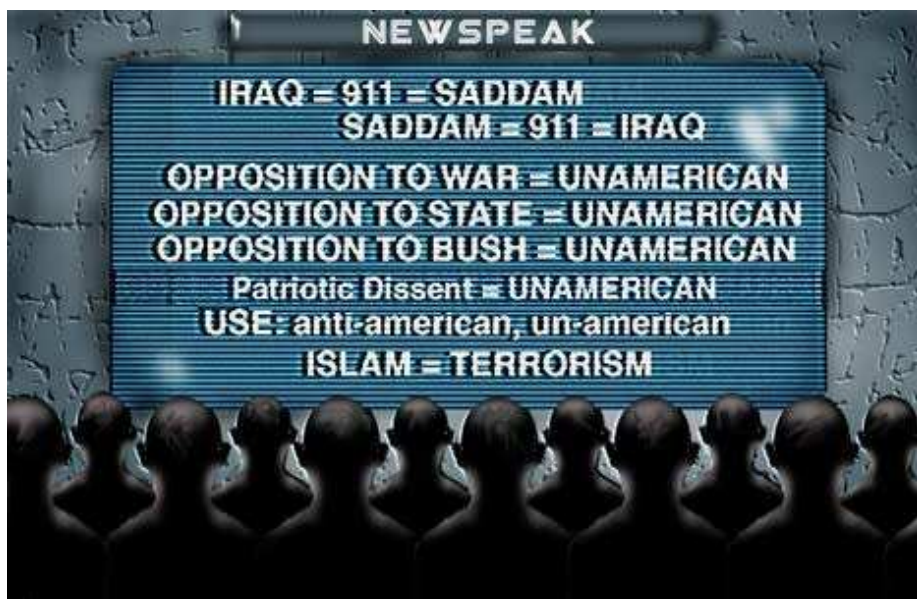 NEWSPEAK
IRAQ = 911 = SADDAM
SADDAM = 911 = IRAQ
OPPOSITION TO WAR = UNAMERICAN
OPPOSITION TO STATE = UNAMERICAN
OPPOSITION TO BUSH = UNAMERICAN
Patriotic Dissent = UNAMERICAN
USE: anti-american, un-american
ISLAM = TERRORISM